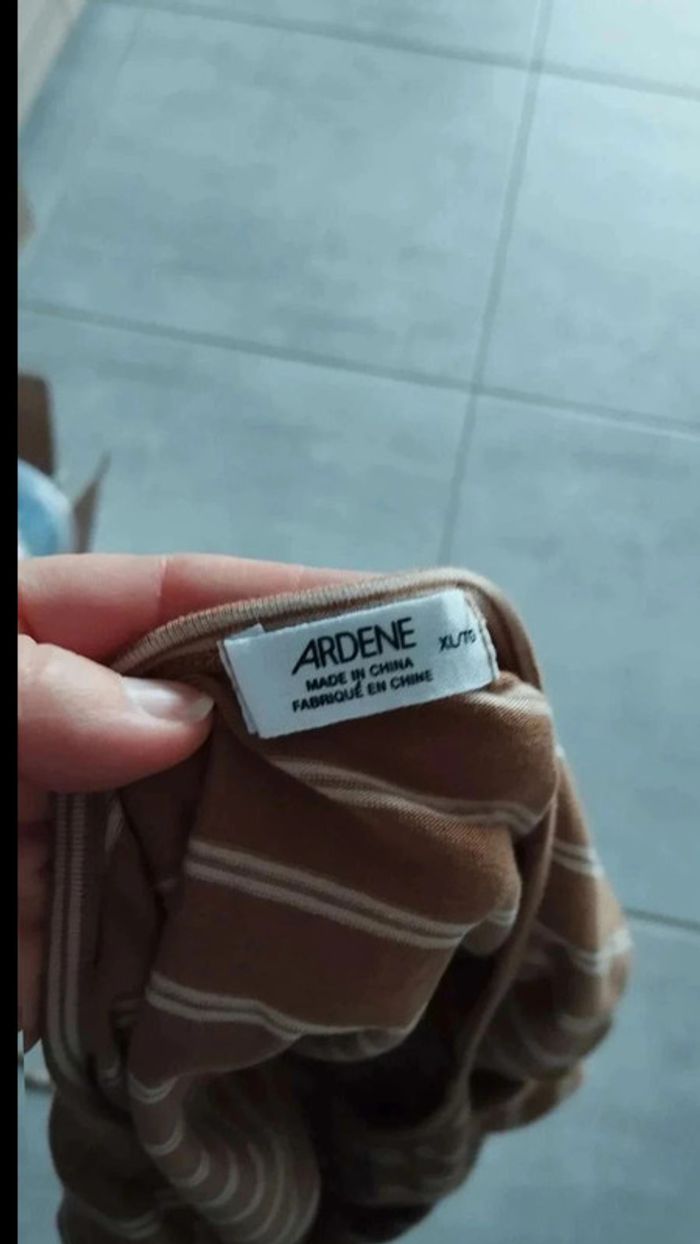 ARDENE XL/TG
MADE IN CHINA
FABRIQUÉ EN CHINE